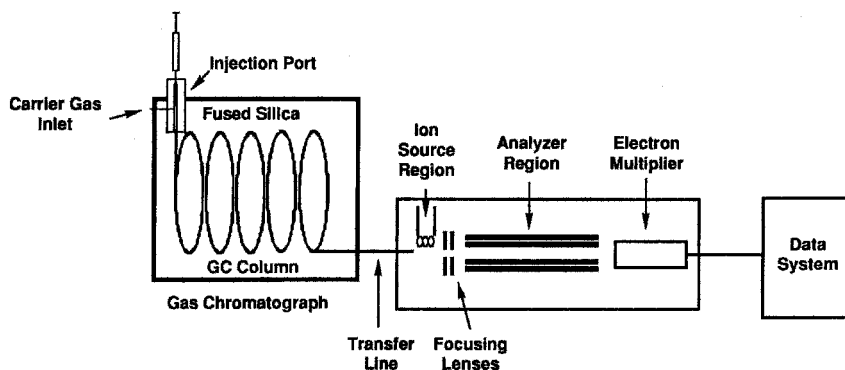 Injection Port
Carrier Gas
Inlet
Fused Silica
Ion
Source
Region
Analyzer
Region
Electron
Multiplier
Data
System
GC Column
Gas Chromatograph
Transfer
Line
Focusing
Lenses